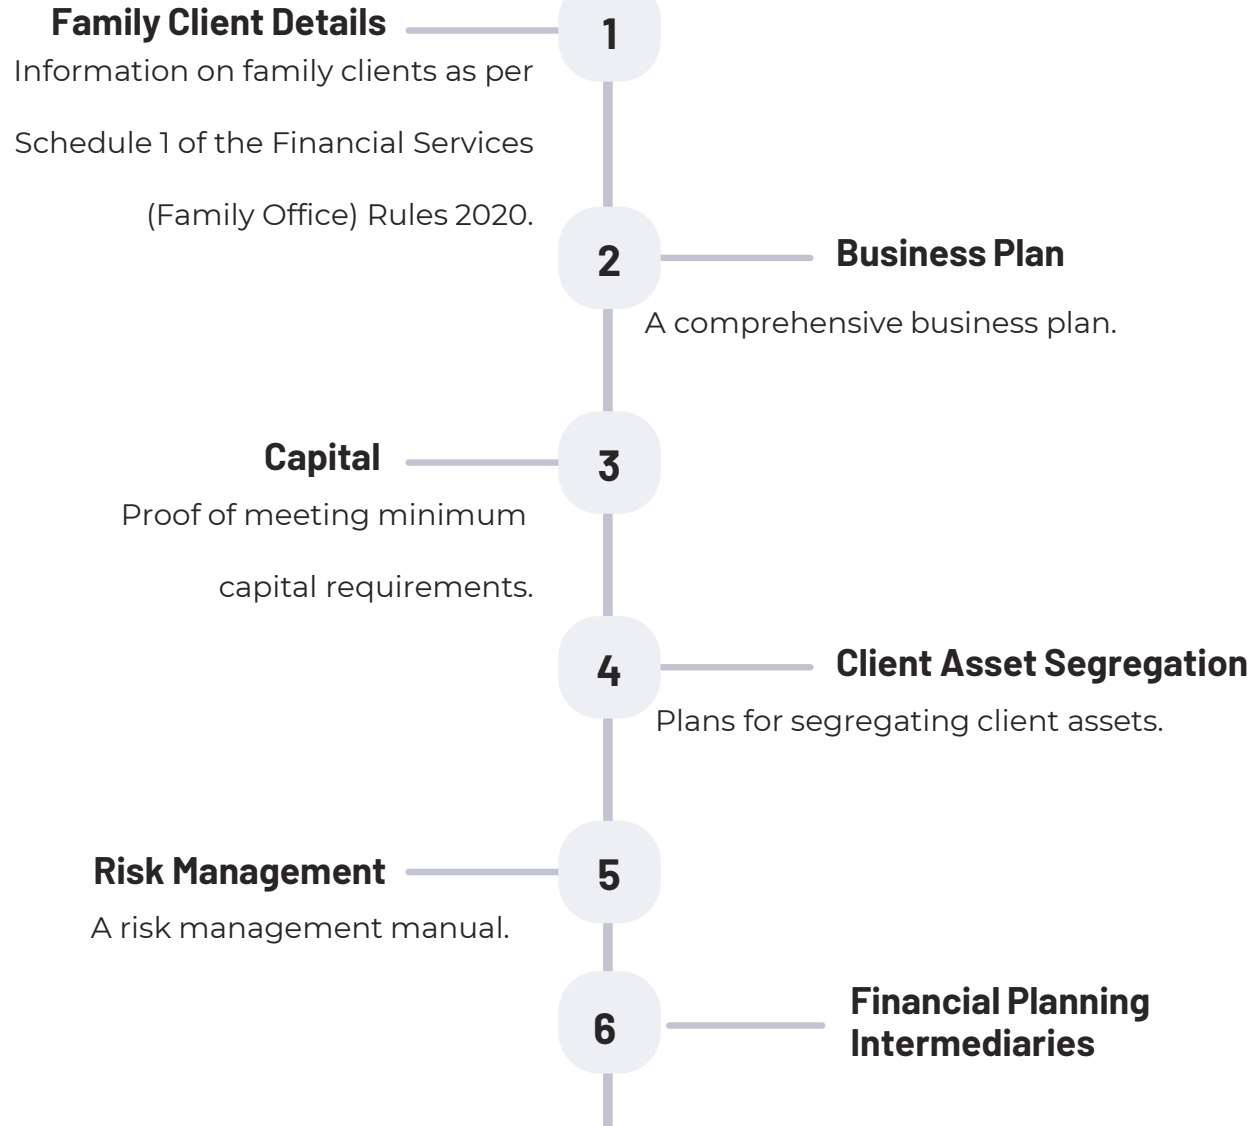 Family Client Details
1
Information on family clients as per
Schedule 1 of the Financial Services
(Family Office) Rules 2020.
2
Business Plan
A comprehensive business plan.
Capital
3
Proof of meeting minimum
capital requirements.
4
Client Asset Segregation
Plans for segregating client assets.
Risk Management
5
A risk management manual.
6
Financial Planning
Intermediaries